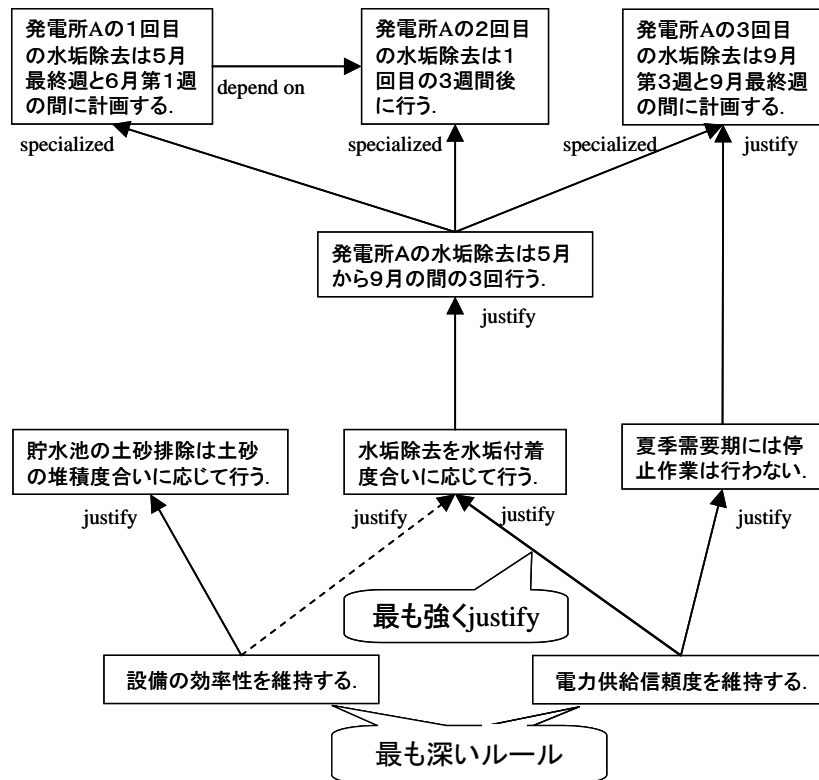 発電所Aの1回目
の水垢除去は5月
最終週と6月第1週
の間に計画する.
depend on
発電所Aの2回目
の水垢除去は1
回目の3週間後
に行う.
発電所Aの3回目
の水垢除去は9月
第3週と9月最終週
の間に計画する.
specialized
specialized
specialized
justify
発電所Aの水垢除去は5月
から9月の間の3回行う.
justify
貯水池の土砂排除は土砂
の堆積度合いに応じて行う.
水垢除去を水垢付着
度合いに応じて行う.
夏季需要期には停
止作業は行わない.
justify
justify
justify
justify
最も強くjustify
設備の効率性を維持する.
電力供給信頼度を維持する.
最も深いルール